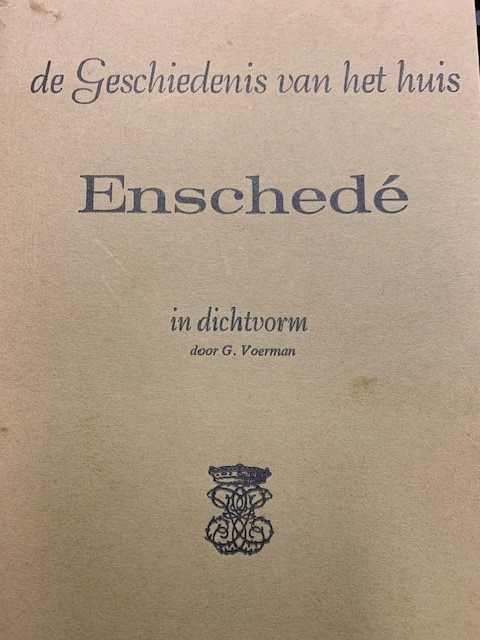 de Geschiedenis van het huis
Enschedé
in dichtvorm
door G. Voerman